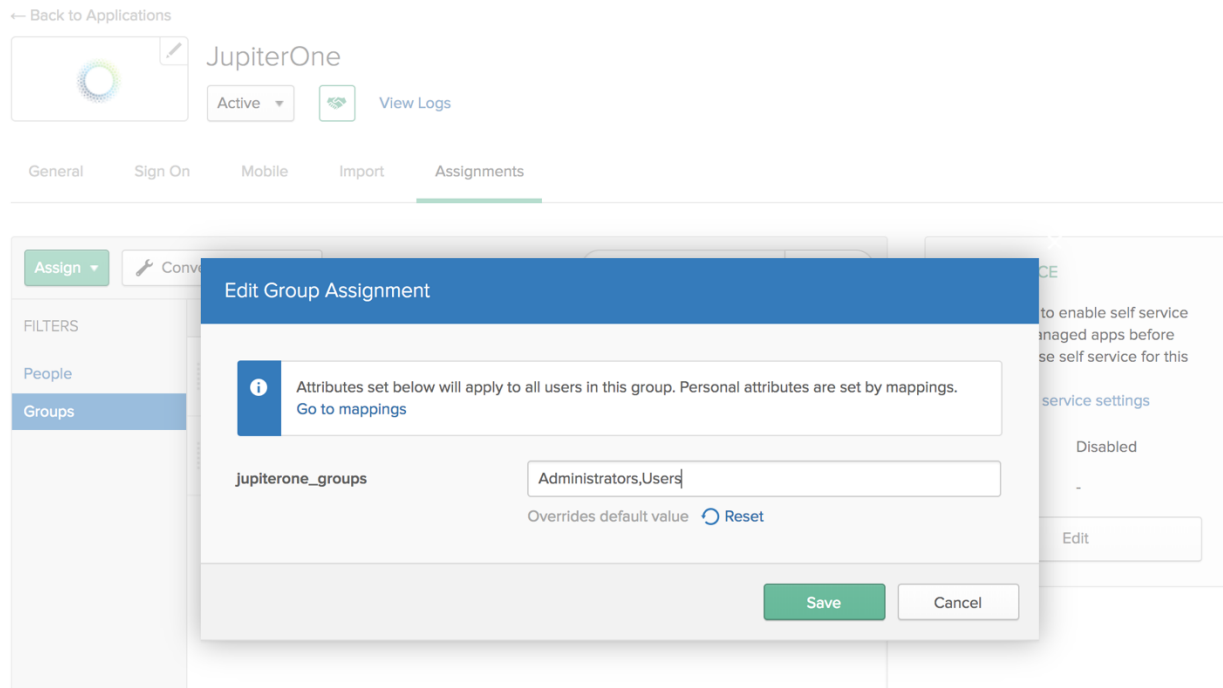 ← Back to Applications
JupiterOne
Active
View Logs
General Sign On Mobile Import Assignments
Assign
FILTERS
People
Groups
Edit Group Assignment
Attributes set below will apply to all users in this group. Personal attributes are set by mappings.
Go to mappings
jupiterone_groups
Administrators,Users
Overrides default value Reset
Save Cancel
to enable self service
apps before
self service for this
service settings
Disabled
-
Edit